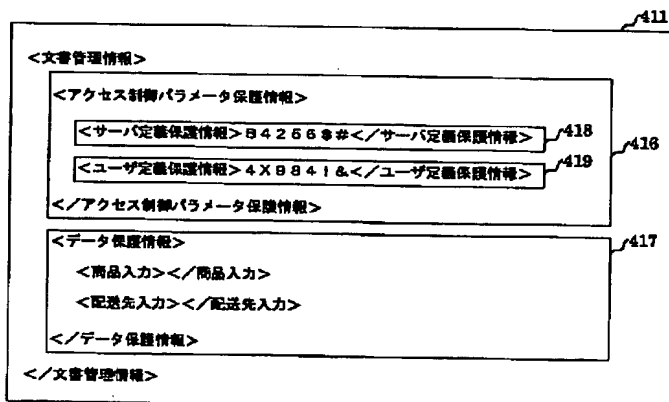 411
<文書管理情報>
<アクセス制御パラメータ保護情報>
<サーバ定義保護情報>84256$#</サーバ定義保護情報>
418
416
<ユーザ定義保護情報>4X984!&</ユーザ定義保護情報>
419
</アクセス制御パラメータ保護情報>
<データ保護情報>
417
<商品入力></商品入力>
<配送先入力></配送先入力>
</データ保護情報>
</文書管理情報>